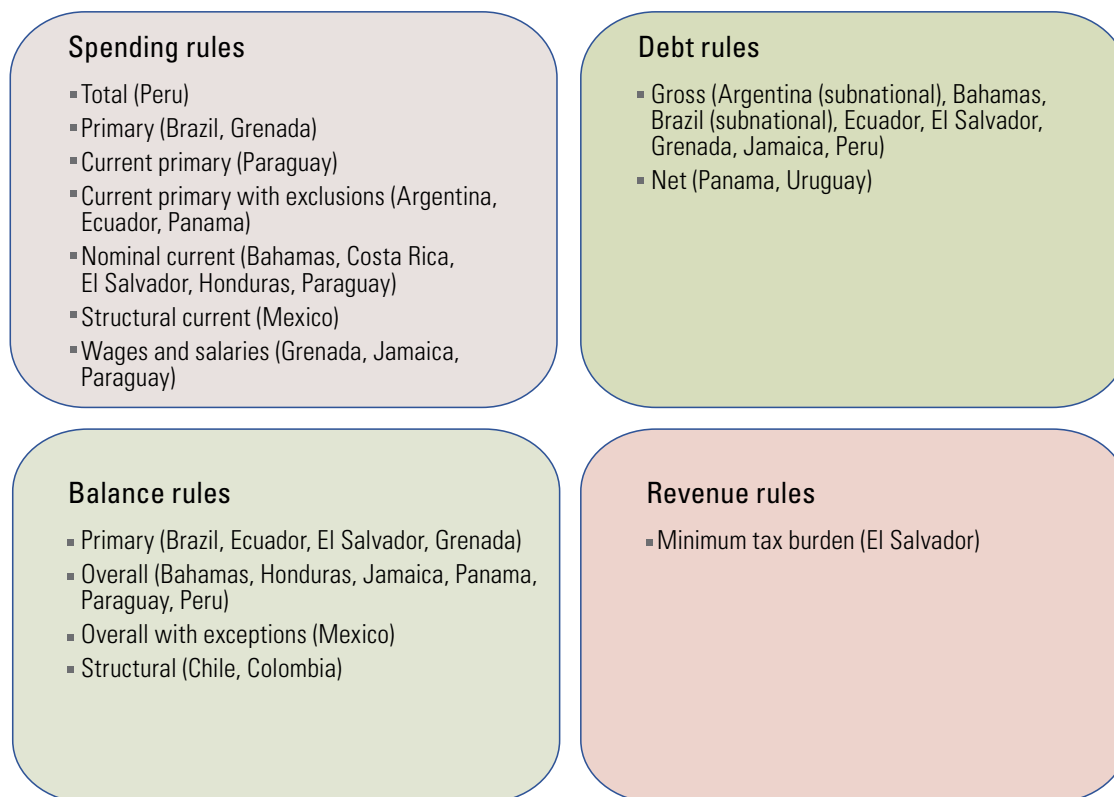 Spending rules
▪ Total (Peru)
▪ Primary (Brazil, Grenada)
▪ Current primary (Paraguay)
▪ Current primary with exclusions (Argentina,
Ecuador, Panama)
▪ Nominal current (Bahamas, Costa Rica,
El Salvador, Honduras, Paraguay)
▪ Structural current (Mexico)
▪ Wages and salaries (Grenada, Jamaica,
Paraguay)
Debt rules
▪ Gross (Argentina (subnational), Bahamas,
Brazil (subnational), Ecuador, El Salvador,
Grenada, Jamaica, Peru)
▪ Net (Panama, Uruguay)
Balance rules
▪ Primary (Brazil, Ecuador, El Salvador, Grenada)
▪ Overall (Bahamas, Honduras, Jamaica, Panama,
Paraguay, Peru)
▪ Overall with exceptions (Mexico)
▪ Structural (Chile, Colombia)
Revenue rules
▪ Minimum tax burden (El Salvador)